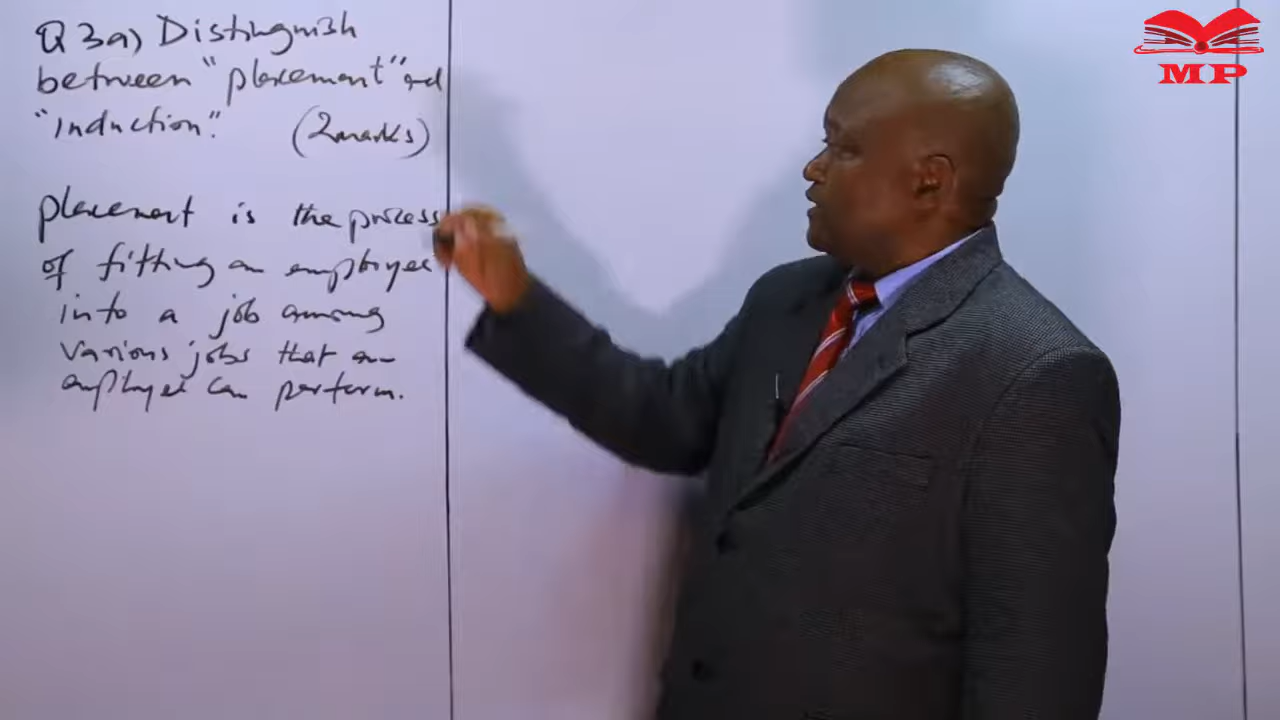 Q 3a) Distinguish
between "placement" and
"induction". (2marks)
placement is the process
of fitting an employee
into a job among
various jobs that an
employee can perform.
MP